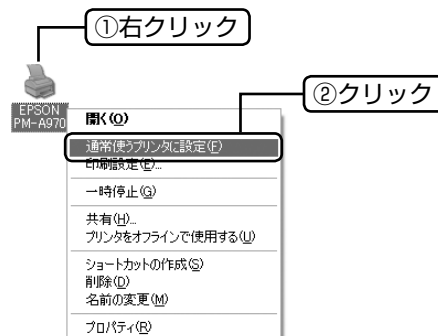 ①右クリック
EPSON
PM-A970
開く(O)
②クリック
通常使うプリンタに設定(F)
印刷設定(E)...
一時停止(G)
共有(H)...
プリンタをオフラインで使用する(U)
ショートカットの作成(S)
削除(D)
名前の変更(M)
プロパティ(R)